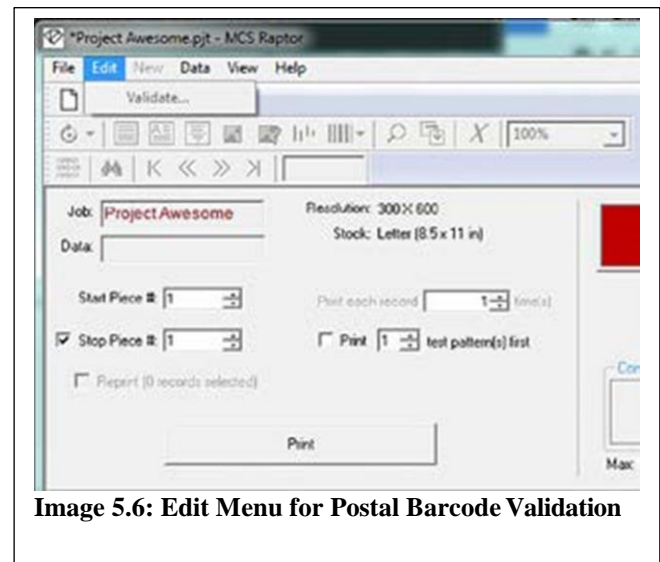 *Project Awesome.pjt - MCS Raptor
File Edit New Data View Help
Validate...
100%
Job: Project Awesome
Resolution: 300 X 600
Stock: Letter (8.5 x 11 in)
Data:
Start Piece #: 1
Print each record 1 time(s)
Stop Piece #: 1
Print 1 test pattern(s) first
Reprint (0 records selected)
Con
Print
Max:
Image 5.6: Edit Menu for Postal Barcode Validation